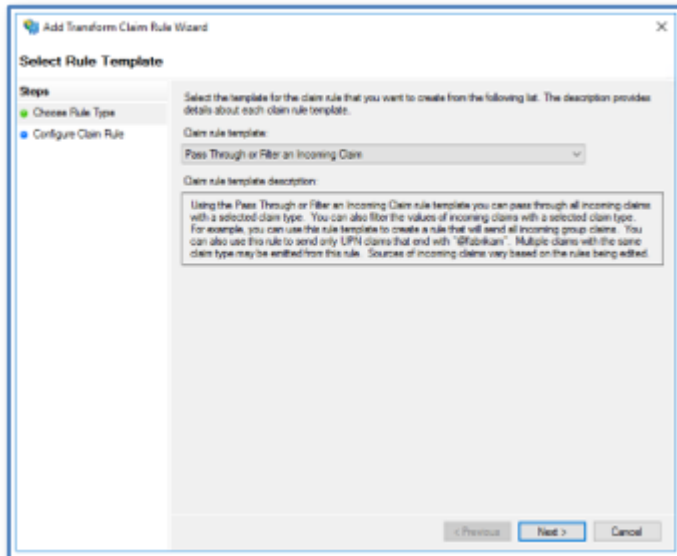 Add Transform Claim Rule Wizard
Select Rule Template
Steps
Choose Rule Type
Configure Claim Rule
Select the template for the claim rule that you want to create from the following list. The description provides
details about each claim rule template.
Claim rule template:
Pass Through or Filter an Incoming Claim
Claim rule template description:
Using the Pass Through or Filter an Incoming Claim rule template you can pass through all incoming claims
with a selected claim type. You can also filter the values of incoming claims with a selected claim type.
For example, you can use this rule template to create a rule that will send all incoming group claims. You
can also use this rule to send only UPN claims that end with "@fabrikam". Multiple claims with the same
claim type may be emitted from this rule. Sources of incoming claims vary based on the rules being edited.
< Previous
Next >
Cancel